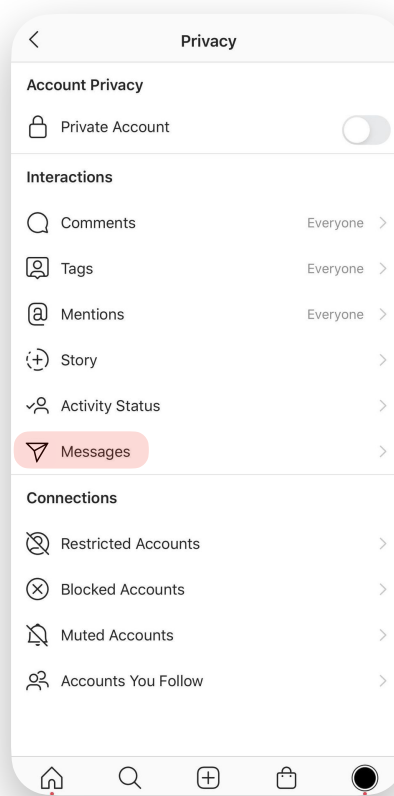 Privacy
Account Privacy
Private Account
Interactions
Comments Everyone
Tags Everyone
Mentions Everyone
Story
Activity Status
Messages
Connections
Restricted Accounts
Blocked Accounts
Muted Accounts
Accounts You Follow